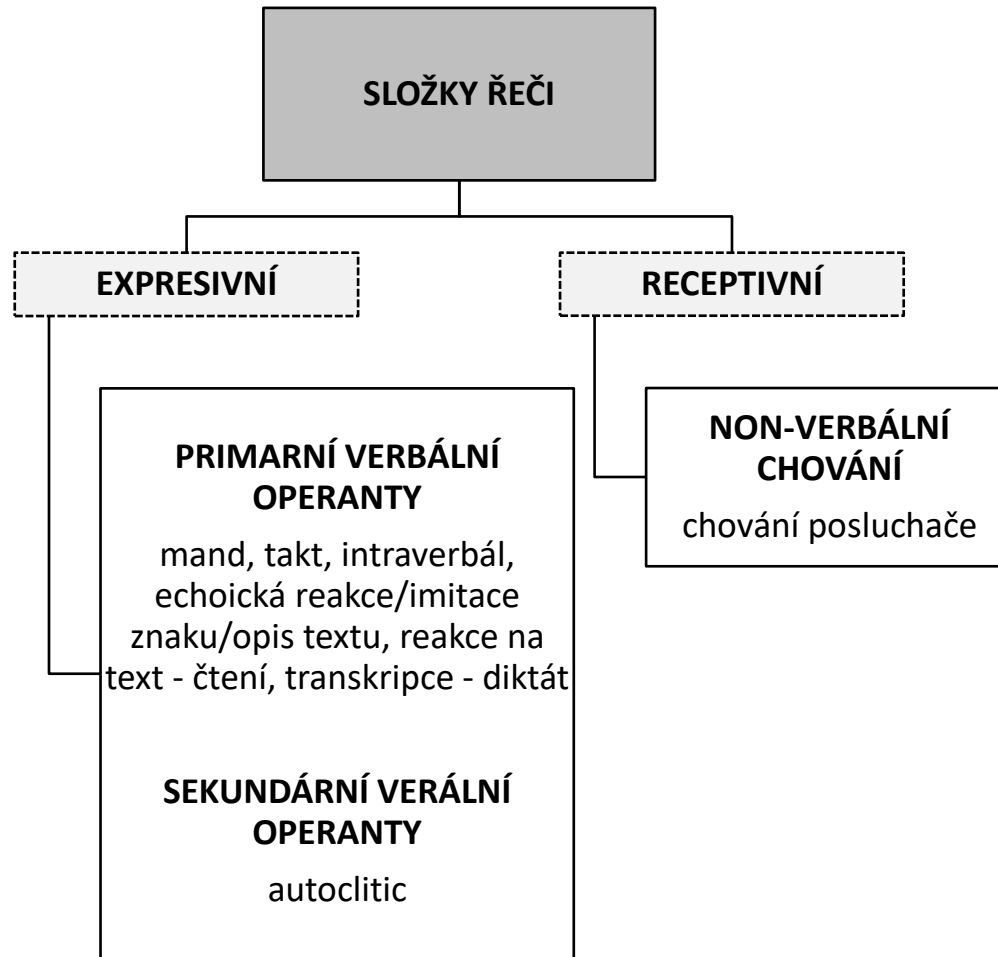 SLOŽKY ŘEČI
EXPRESIVNÍ
RECEPTIVNÍ
PRIMARNÍ VERBÁLNÍ
OPERANTY
mand, takt, intraverbál,
echoická reakce/imitace
znaku/opis textu, reakce na
text - čtení, transkripce - diktát
SEKUNDÁRNÍ VERÁLNÍ
OPERANTY
autoclitic
NON-VERBÁLNÍ
CHOVÁNÍ
chování posluchače